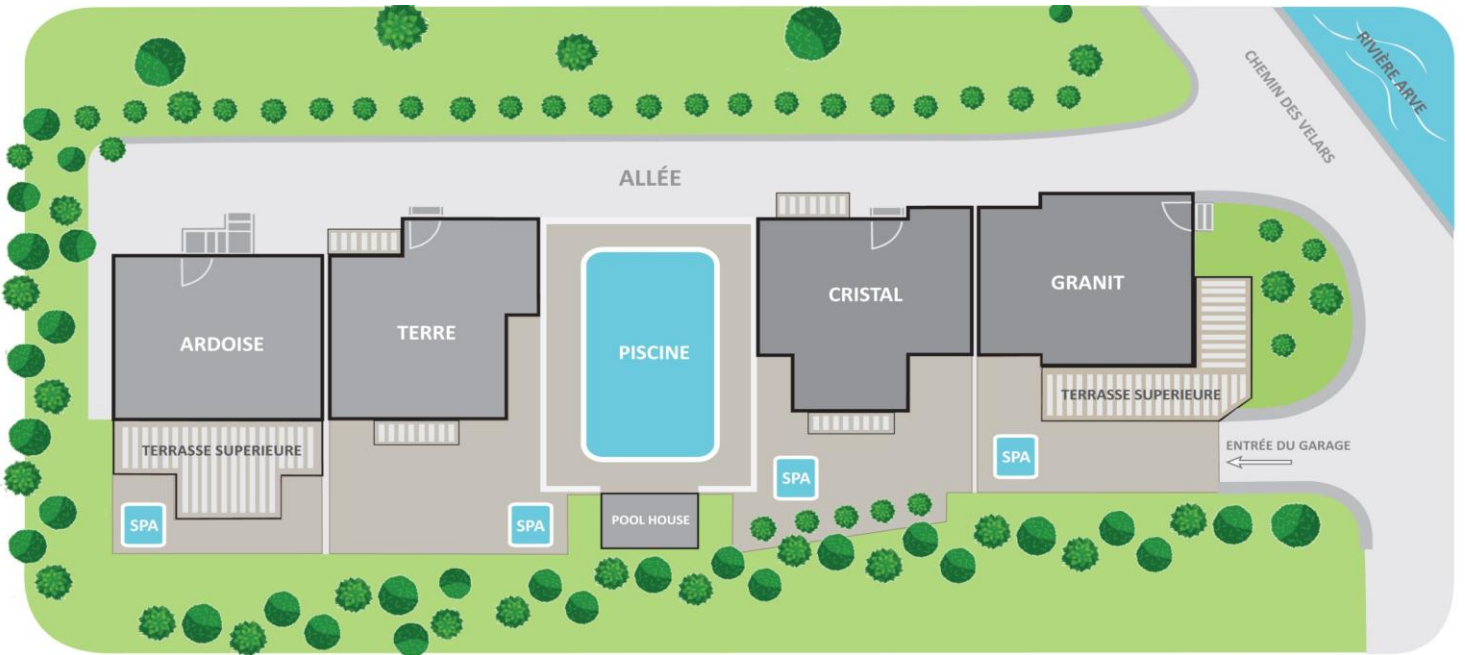 RIVIÈRE ARVE
CHEMIN DES VELARS
ALLÉE
ARDOISE
TERRE
PISCINE
CRISTAL
GRANIT
TERRASSE SUPERIEURE
TERRASSE SUPERIEURE
SPA
SPA
POOL HOUSE
SPA
SPA
ENTRÉE DU GARAGE